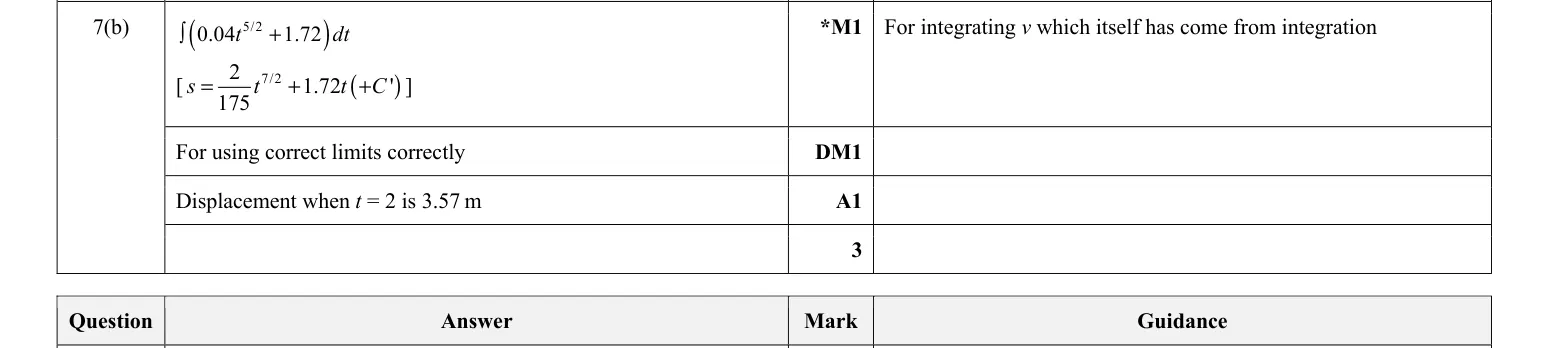 7(b) ∫(0.04t^{5/2} + 1.72)dt *M1 For integrating v which itself has come from integration
[ s = \frac{2}{175}t^{7/2} + 1.72t(+C') ]
For using correct limits correctly DM1
Displacement when t = 2 is 3.57 m A1
3
Question Answer Mark Guidance